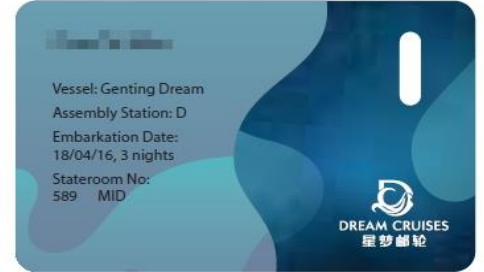 Vessel: Genting Dream
Assembly Station: D
Embarkation Date:
18/04/16, 3 nights
Stateroom No:
589 MID
DREAM CRUISES
星梦邮轮